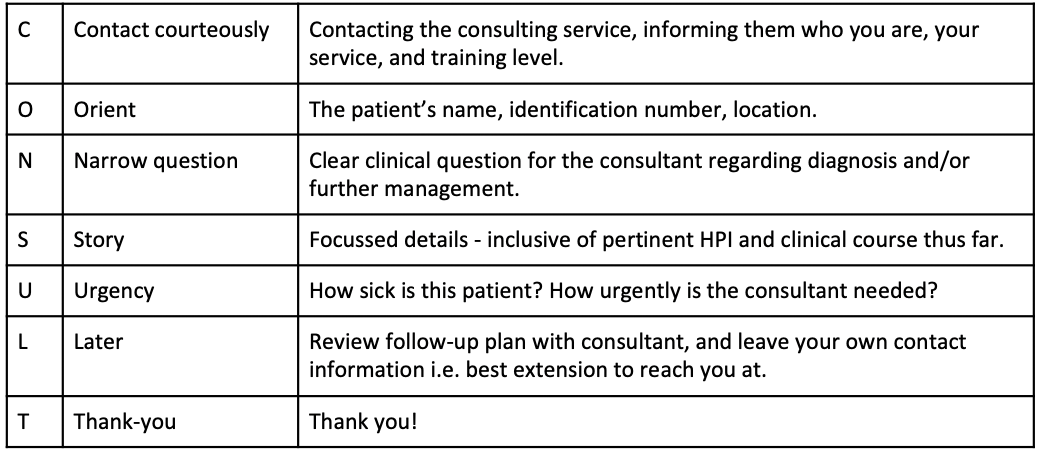 C Contact courteously Contacting the consulting service, informing them who you are, your
service, and training level.
O Orient The patient’s name, identification number, location.
N Narrow question Clear clinical question for the consultant regarding diagnosis and/or
further management.
S Story Focussed details - inclusive of pertinent HPI and clinical course thus far.
U Urgency How sick is this patient? How urgently is the consultant needed?
L Later Review follow-up plan with consultant, and leave your own contact
information i.e. best extension to reach you at.
T Thank-you Thank you!